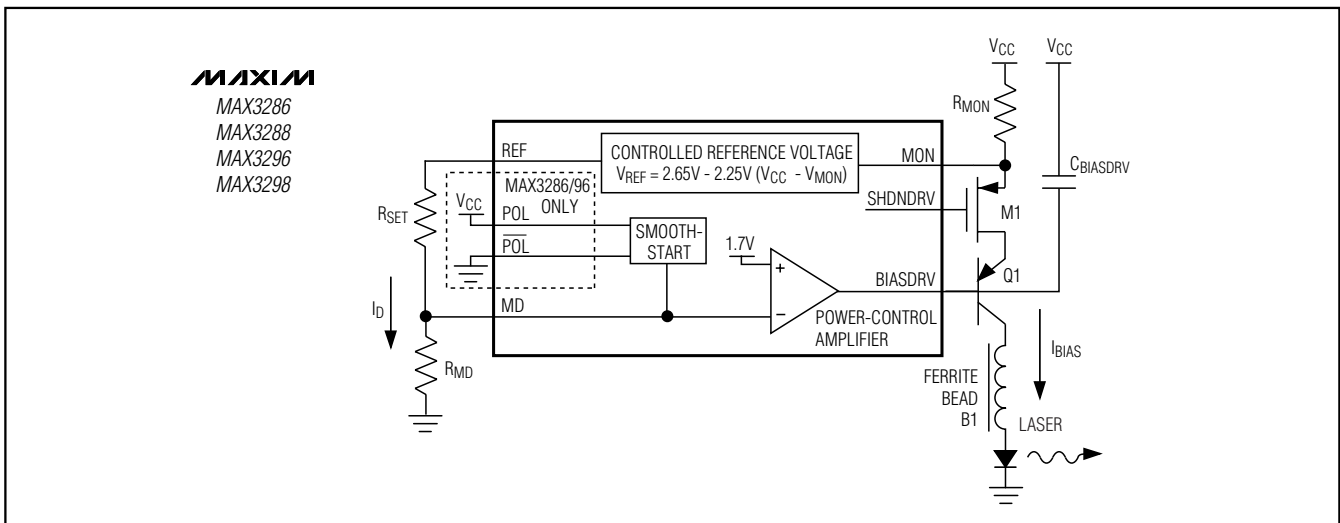 MAXIM
MAX3286
MAX3288
MAX3296
MAX3298
VCC
VCC
RMON
REF
CONTROLLED REFERENCE VOLTAGE
VREF = 2.65V - 2.25V (VCC - VMON)
MON
CBIASDRV
MAX3286/96
ONLY
SHDNDRV
M1
VCC
POL
RSET
SMOOTH-
START
POL
1.7V
+
Q1
BIASDRV
ID
MD
−
POWER-CONTROL
AMPLIFIER
RMD
IBIAS
FERRITE
BEAD
B1
LASER